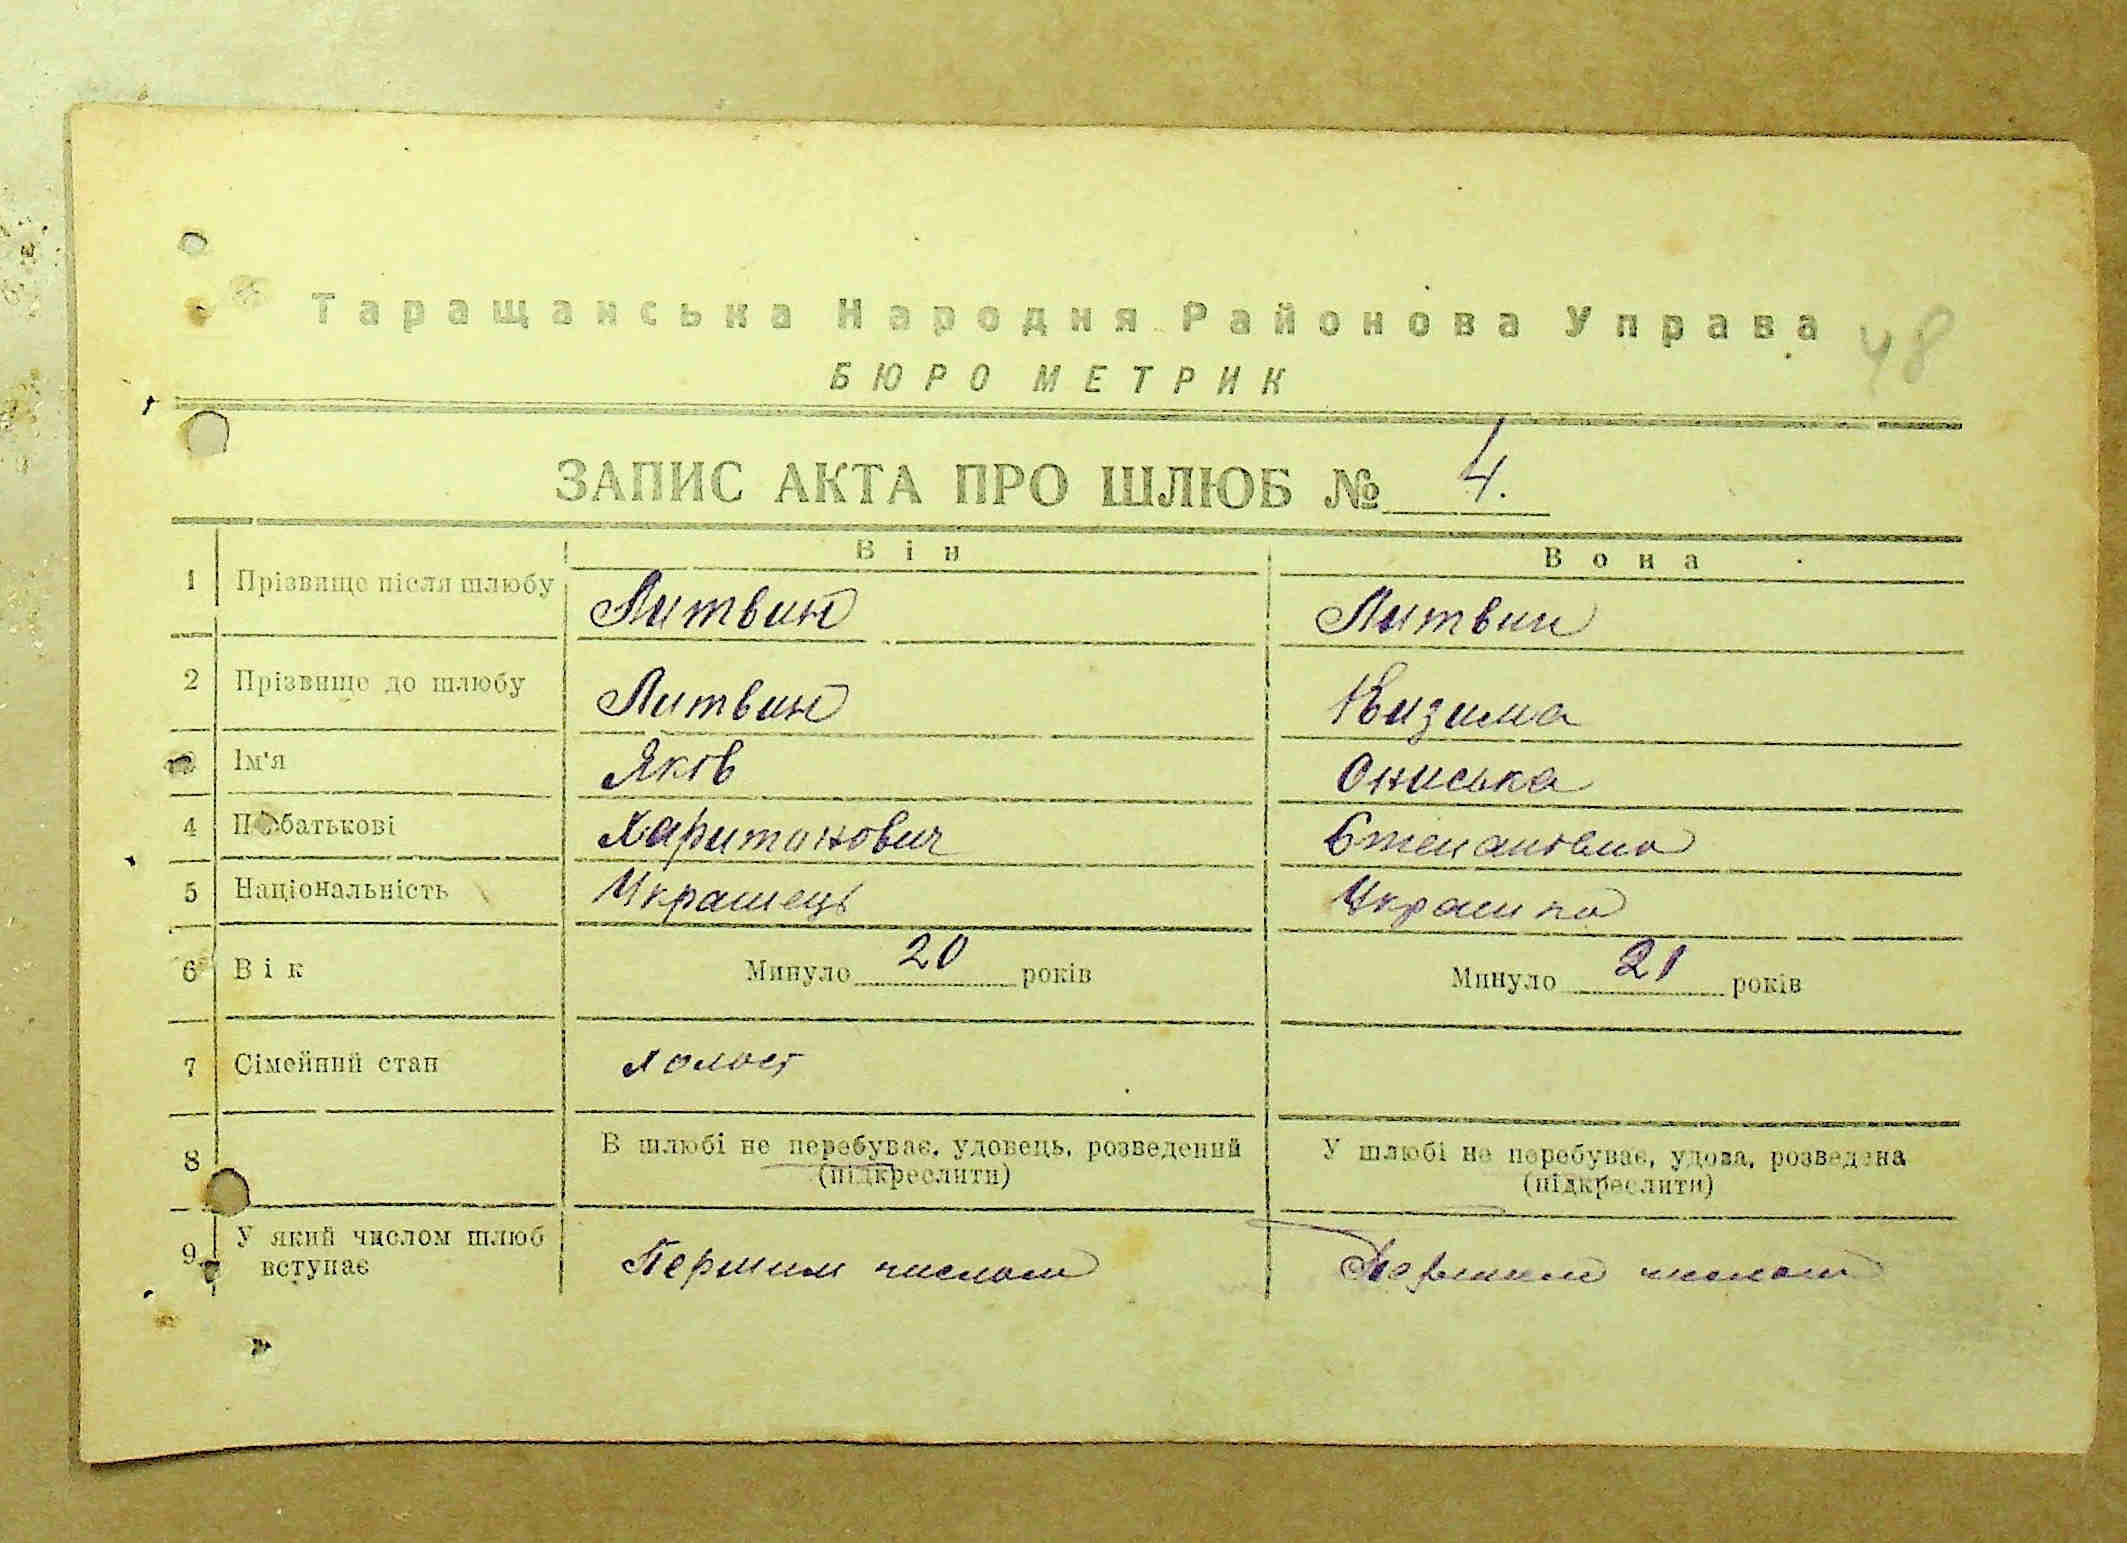 Таращанська Народня Районова Управа
48
БЮРО МЕТРИК
ЗАПИС АКТА ПРО ШЛЮБ № 4.
Він Вона
1 Прізвище після шлюбу Литвин Литвин
2 Прізвище до шлюбу Литвин Кизима
Ім'я Яків Ониська
4 По батькові Харитонович Степановна
5 Національність Українець Українка
6 Вік Минуло 20 років Минуло 21 років
7 Сімейний стан холост
8 В шлюбі не перебуває, удовець, розведений У шлюбі не перебуває, удова, розведена
(підкреслити) (підкреслити)
9 У який числом шлюб вступає Першим числом Першим числом